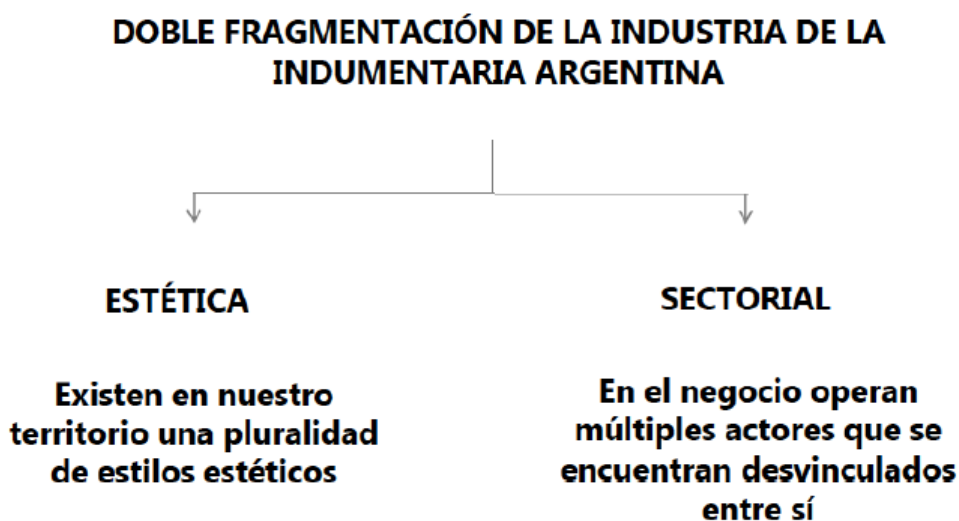 DOBLE FRAGMENTACIÓN DE LA INDUSTRIA DE LA
INDUMENTARIA ARGENTINA
ESTÉTICA
Existen en nuestro
territorio una pluralidad
de estilos estéticos
SECTORIAL
En el negocio operan
múltiples actores que se
encuentran desvinculados
entre sí